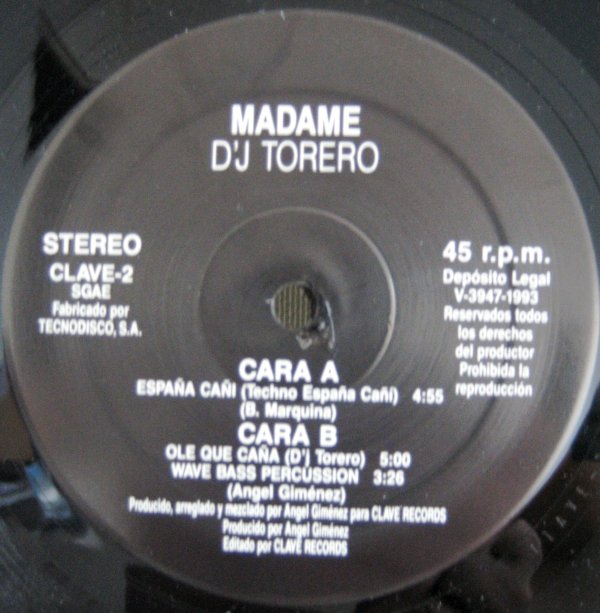 MADAME
D'J TORERO
STEREO
CLAVE-2
SGAE
Fabricado por
TECNODISCO, S.A.
45 r.p.m.
Depósito Legal
V-3947-1993
Reservados todos
los derechos
del productor
Prohibida la
reproducción
CARA A
ESPAÑA CAÑI (Techno España Cañí) 4:55
(B. Marquina)
CARA B
OLE QUE CAÑA (D'j Torero) 5:00
WAVE BASS PERCUSSION 3:26
(Angel Giménez)
Producido, arreglado y mezclado por Angel Giménez para CLAVE RECORDS
Producido por Angel Giménez
Editado por CLAVE RECORDS